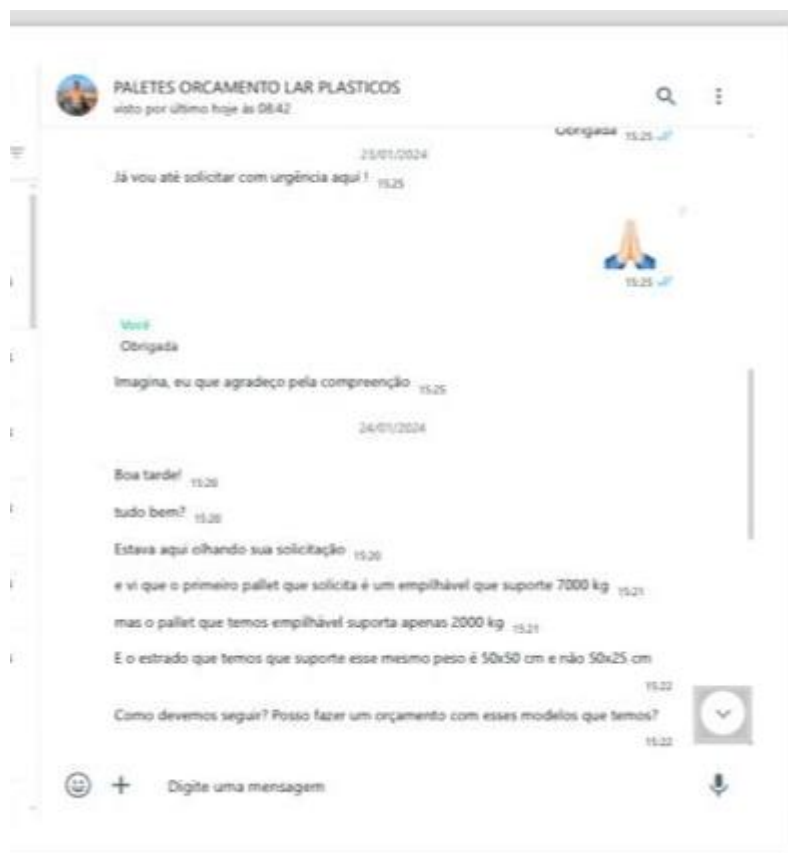 PALETES ORCAMENTO LAR PLASTICOS
visto por último hoje às 08:42
Obrigada 15:25
23/01/2024
Já vou até solicitar com urgência aqui ! 15:25
15:25
Você
Obrigada
Imagina, eu que agradeço pela compreenção 15:25
24/01/2024
Boa tarde! 15:20
tudo bem? 15:20
Estava aqui olhando sua solicitação 15:20
e vi que o primeiro pallet que solicita é um empilhável que suporte 7000 kg 15:21
mas o pallet que temos empilhável suporta apenas 2000 kg 15:21
E o estrado que temos que suporte esse mesmo peso é 50x50 cm e não 50x25 cm
15:22
Como devemos seguir? Posso fazer um orçamento com esses modelos que temos?
15:22
Digite uma mensagem